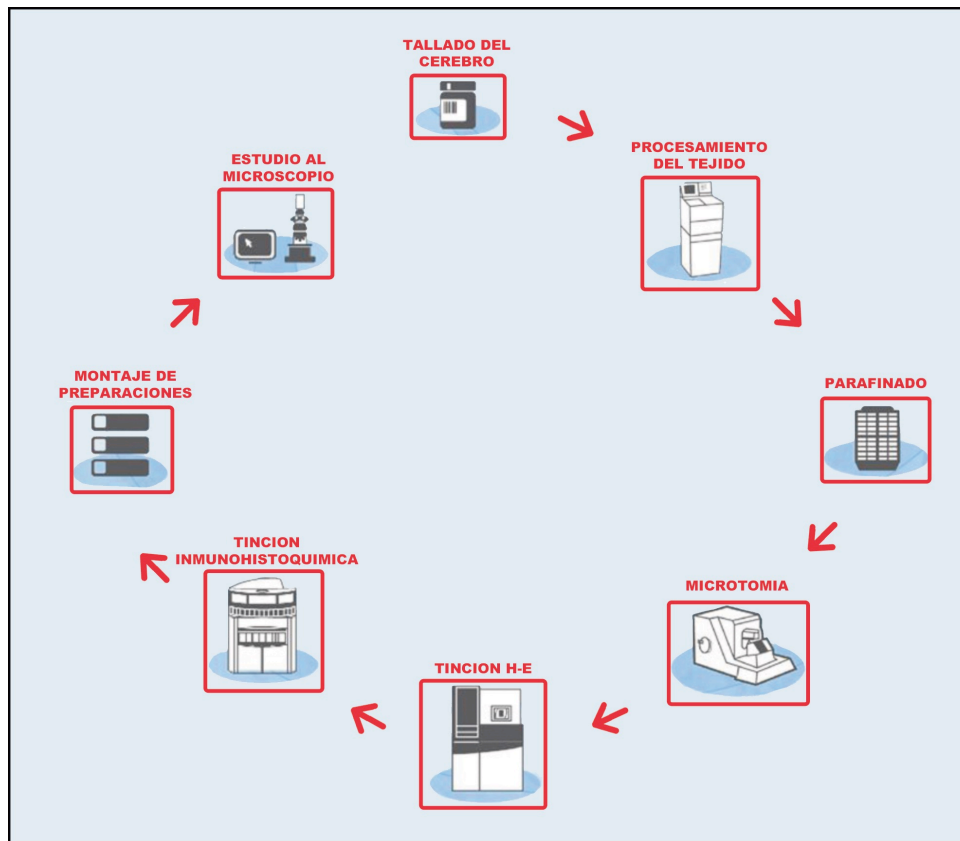 TALLADO DEL
CEREBRO
PROCESAMIENTO
DEL TEJIDO
PARAFINADO
MICROTOMIA
TINCION H-E
TINCION
INMUNOHISTOQUIMICA
MONTAJE DE
PREPARACIONES
ESTUDIO AL
MICROSCOPIO